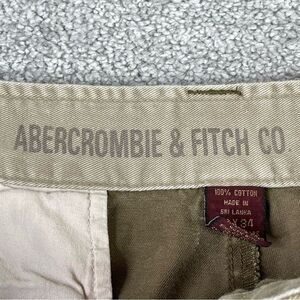 ABERCROMBIE & FITCH CO.
100% COTTON
MADE IN
SRI LANKA